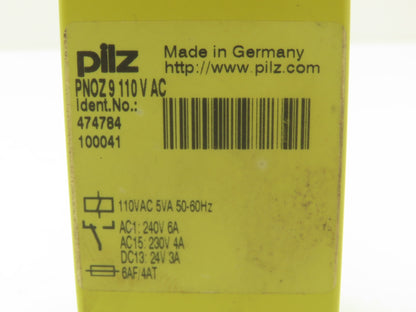 pilz
Made in Germany
http://www.pilz.com
PNOZ 9 110 V AC
Ident.No.:
474784
100041
110VAC 5VA 50-60Hz
AC1: 240V 6A
AC15: 230V 4A
DC13: 24V 3A
6AF/4AT